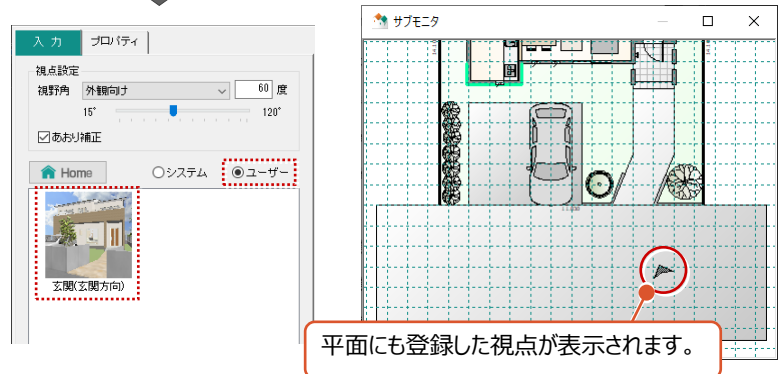 入 力
プロパティ
視点設定
視野角 外観向け 60 度
15° 120°
あおり補正
Home システム ユーザー
玄関(玄関方向)
サブモニタ
平面にも登録した視点が表示されます。